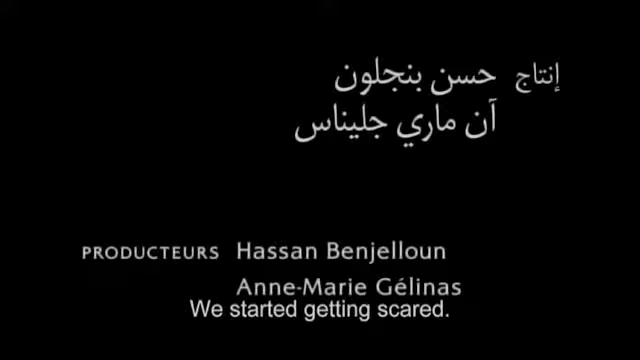 إنتاج حسن بنجلون
آن ماري جليناس
PRODUCTEURS Hassan Benjelloun
Anne-Marie Gélinas
We started getting scared.